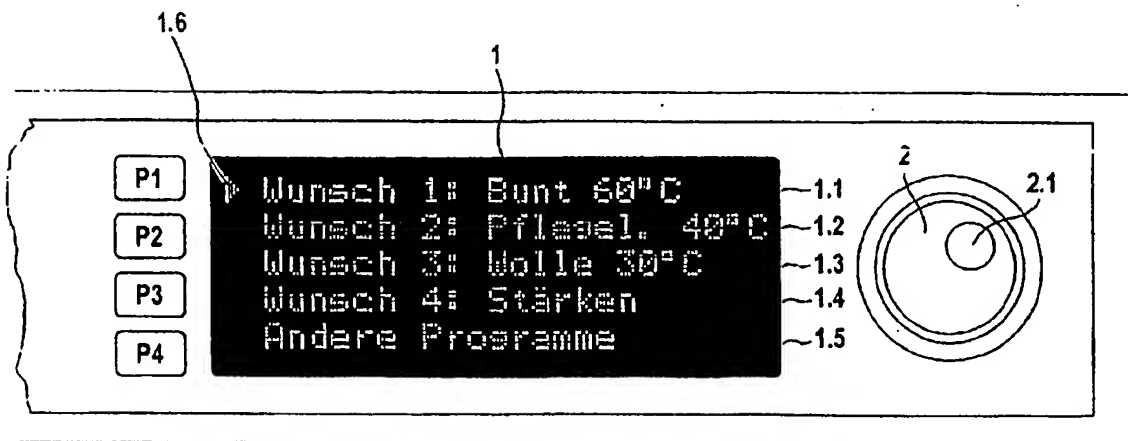 1.6
1
P1
Wunsch 1: Bunt 60°C
1.1
2
2.1
P2
Wunsch 2: Pflegel. 40°C
1.2
P3
Wunsch 3: Wolle 30°C
1.3
Wunsch 4: Stärken
1.4
P4
Andere Programme
1.5